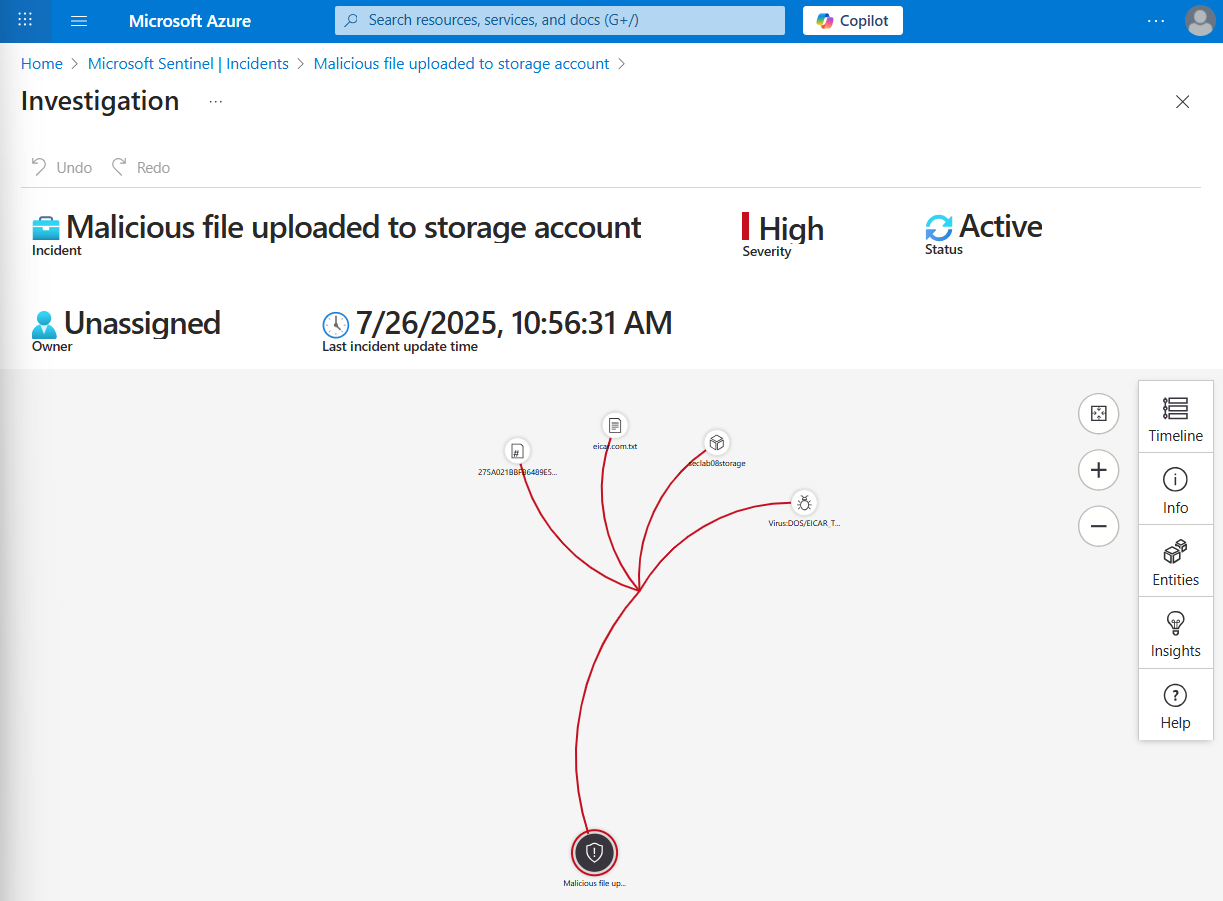 Microsoft Azure
Search resources, services, and docs (G+/)
Copilot
Home > Microsoft Sentinel | Incidents > Malicious file uploaded to storage account >
Investigation ...
Undo Redo
Malicious file uploaded to storage account
Incident
High
Severity
Active
Status
Unassigned
Owner
7/26/2025, 10:56:31 AM
Last incident update time
eicar.com.txt
275A021BBFB6489E5...
seclab08storage
Virus:DOS/EICAR_T...
Malicious file up...
Timeline
Info
Entities
Insights
Help